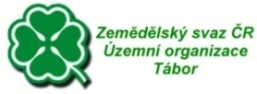 Zemědělský svaz ČR
Územní organizace
Tábor